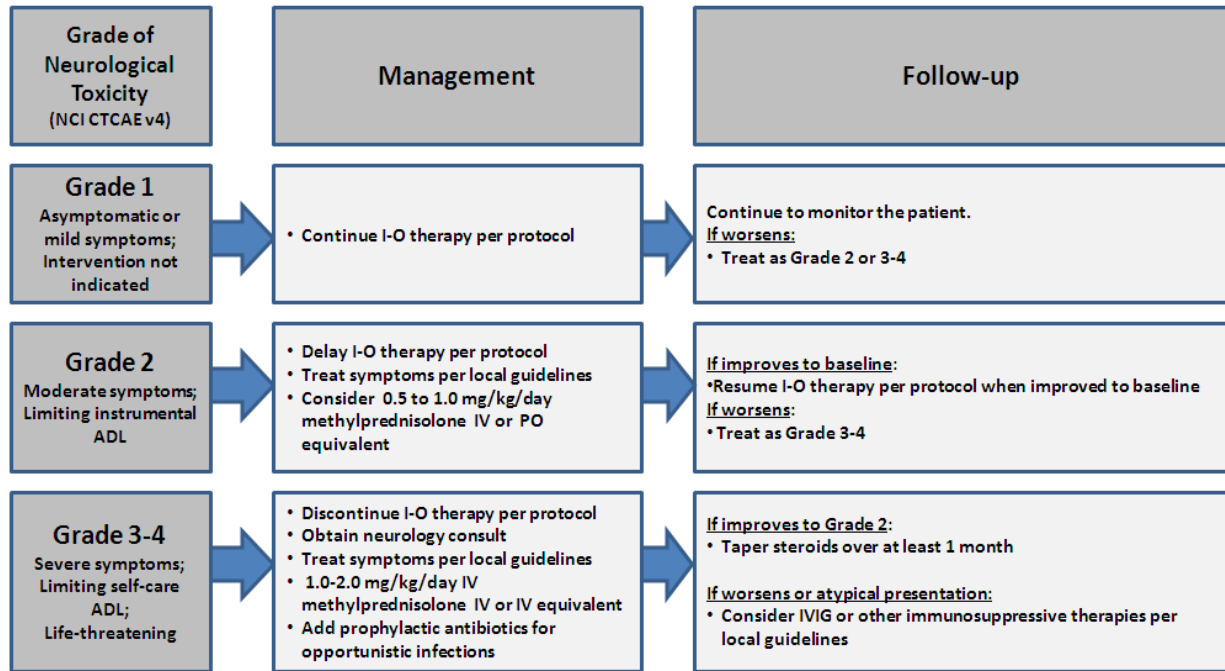 Grade of
Neurological
Toxicity
(NCI CTCAE v4)
Management
Follow-up
Grade 1
Asymptomatic or
mild symptoms;
Intervention not
indicated
• Continue I-O therapy per protocol
Continue to monitor the patient.
If worsens:
• Treat as Grade 2 or 3-4
Grade 2
Moderate symptoms;
Limiting instrumental
ADL
• Delay I-O therapy per protocol
• Treat symptoms per local guidelines
• Consider 0.5 to 1.0 mg/kg/day
methylprednisolone IV or PO
equivalent
If improves to baseline:
•Resume I-O therapy per protocol when improved to baseline
If worsens:
• Treat as Grade 3-4
Grade 3-4
Severe symptoms;
Limiting self-care
ADL;
Life-threatening
• Discontinue I-O therapy per protocol
• Obtain neurology consult
• Treat symptoms per local guidelines
• 1.0-2.0 mg/kg/day IV
methylprednisolone IV or IV equivalent
• Add prophylactic antibiotics for
opportunistic infections
If improves to Grade 2:
• Taper steroids over at least 1 month
If worsens or atypical presentation:
• Consider IVIG or other immunosuppressive therapies per
local guidelines